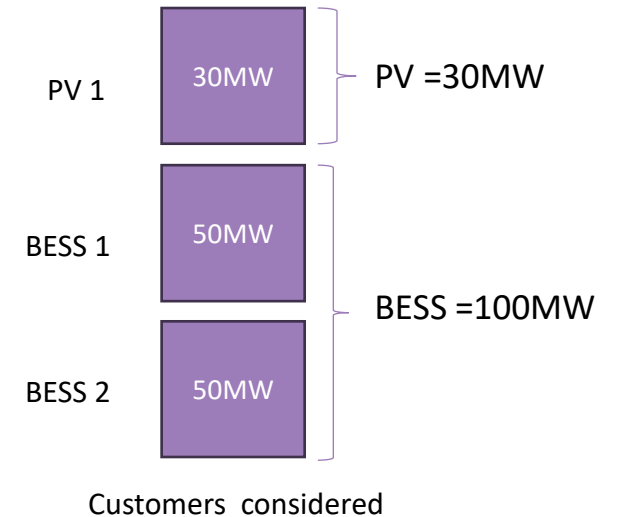 PV 1
30MW
PV =30MW
BESS 1
50MW
BESS =100MW
BESS 2
50MW
Customers considered